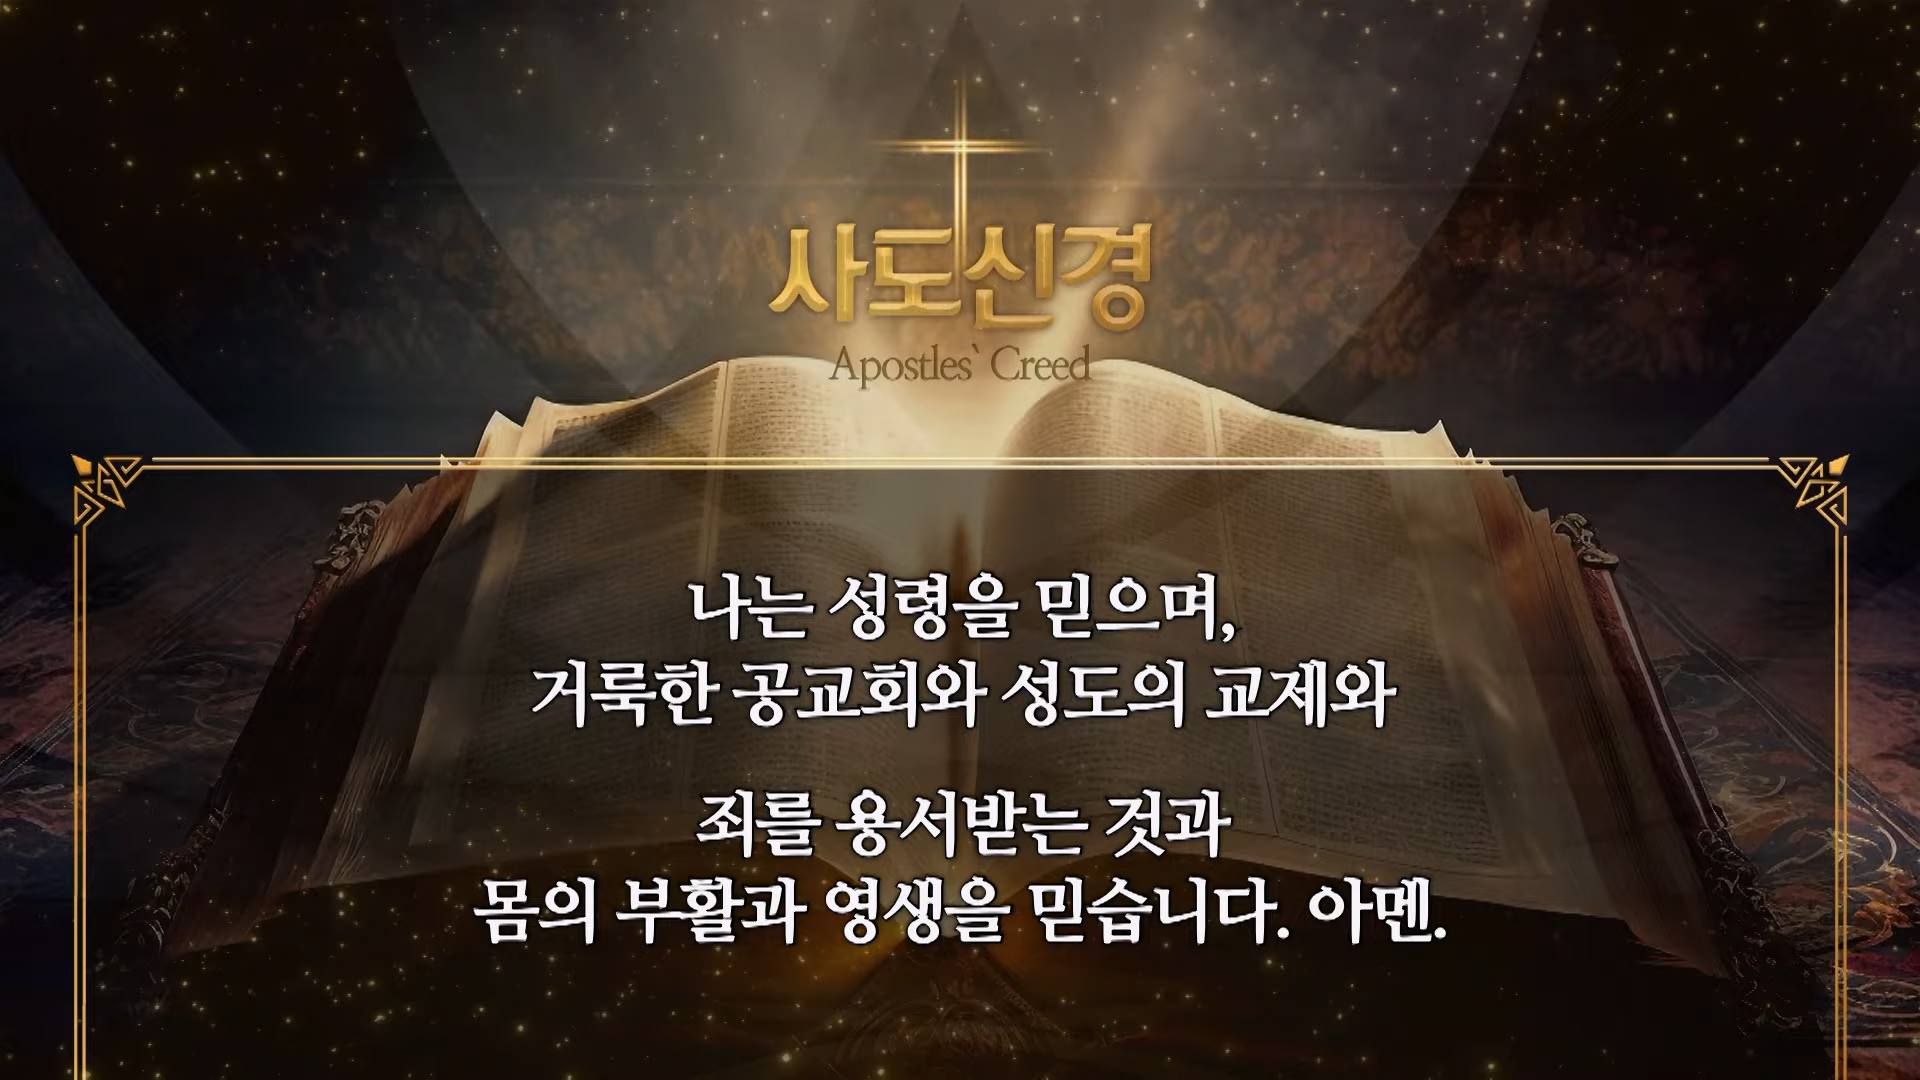 사도신경
Apostles` Creed
나는 성령을 믿으며,
거룩한 공교회와 성도의 교제와
죄를 용서받는 것과
몸의 부활과 영생을 믿습니다. 아멘.